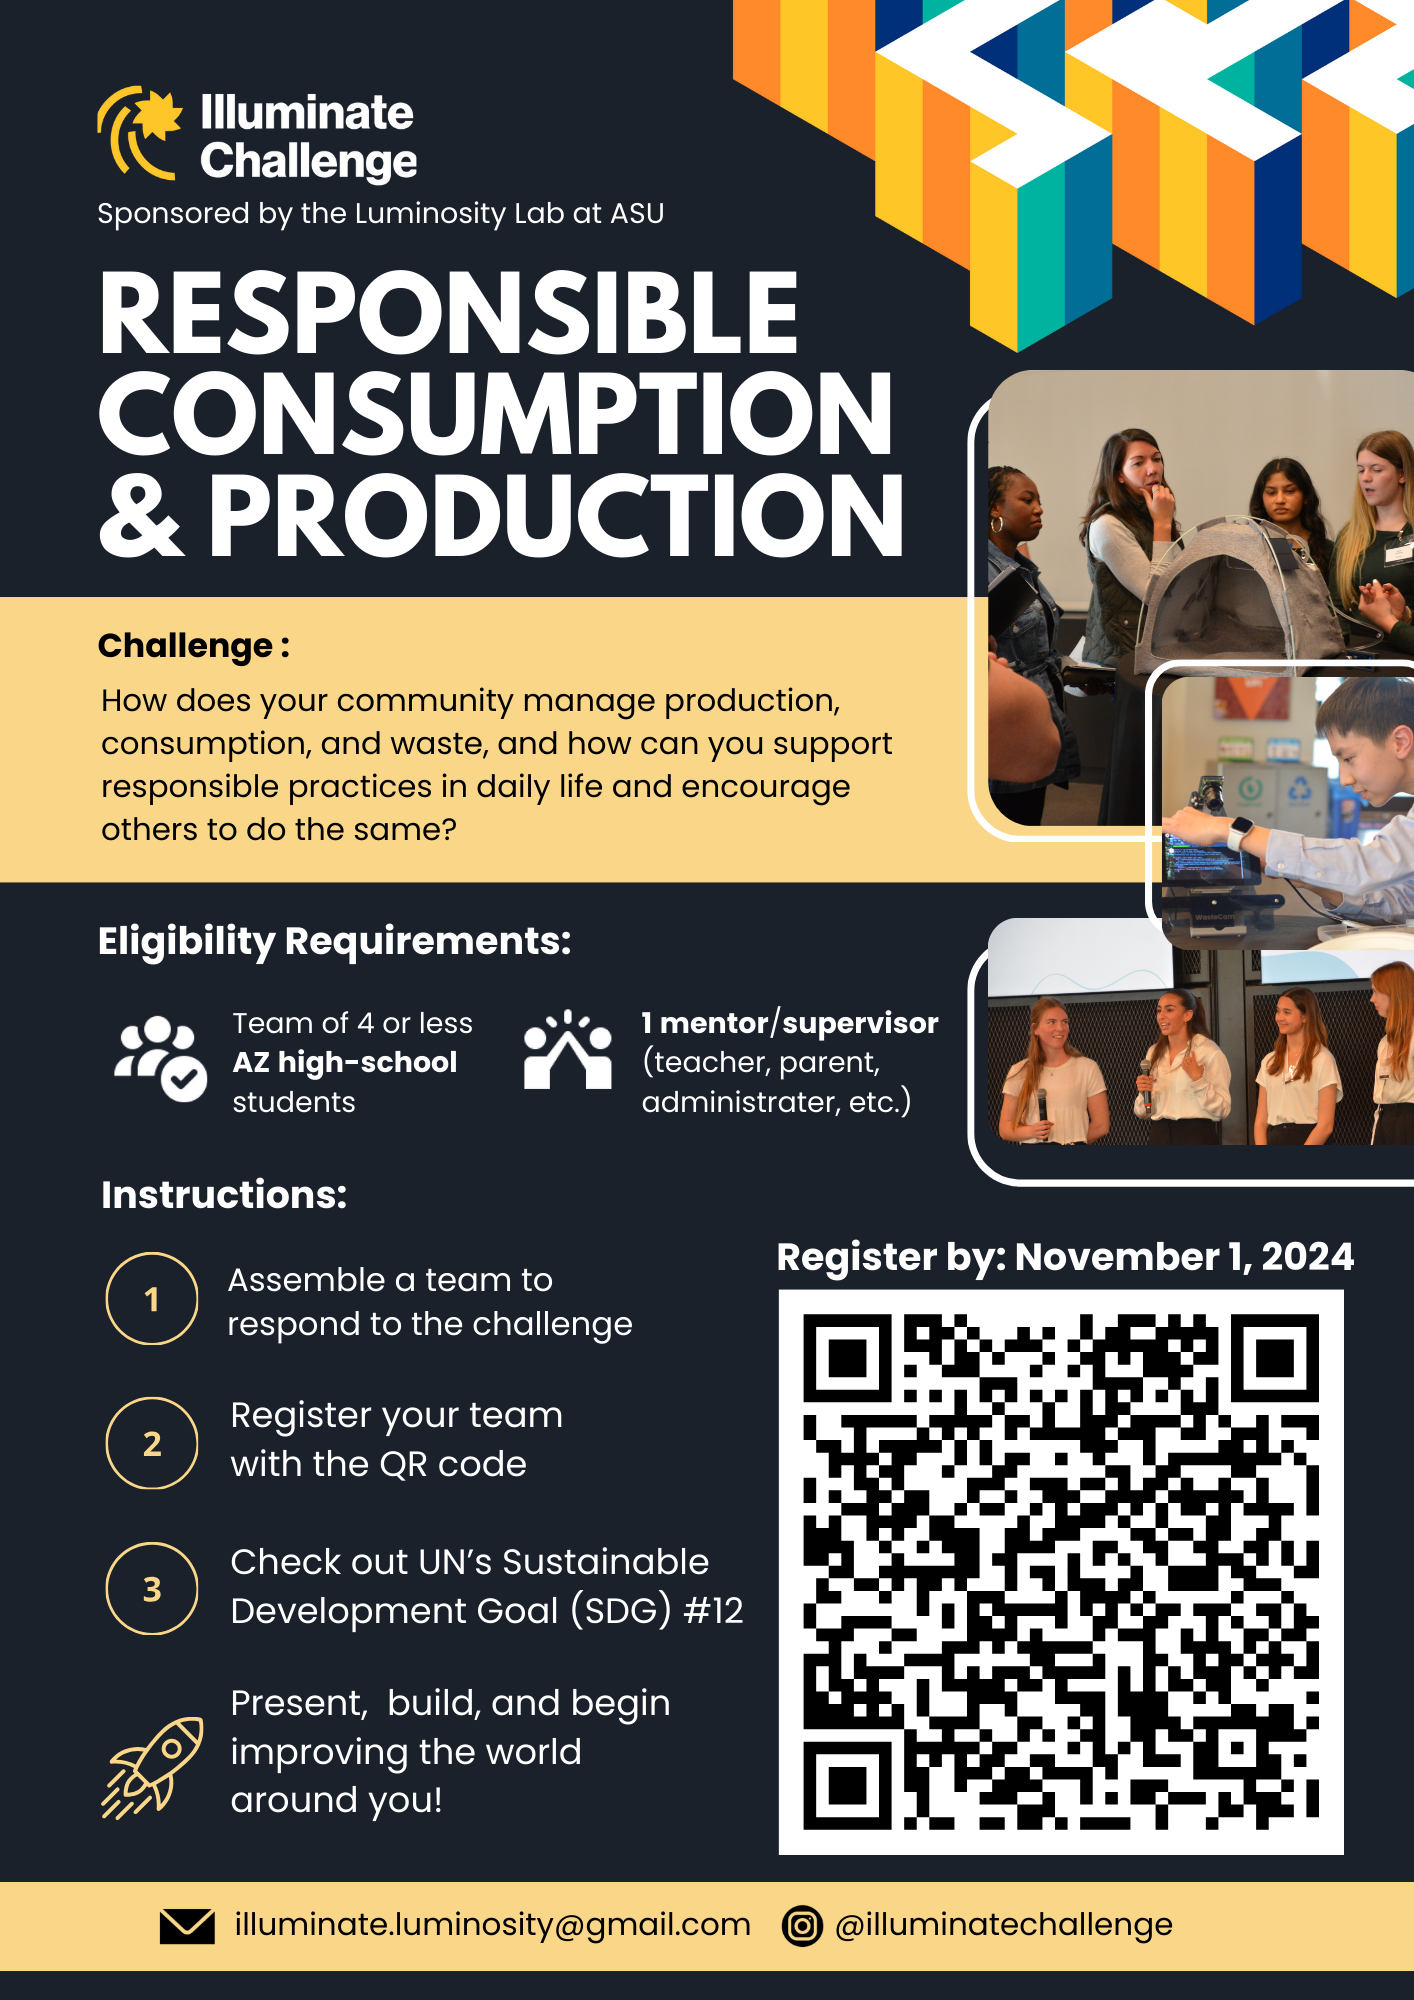 Illuminate
Challenge
Sponsored by the Luminosity Lab at ASU
RESPONSIBLE
CONSUMPTION
& PRODUCTION
Challenge :
How does your community manage production,
consumption, and waste, and how can you support
responsible practices in daily life and encourage
others to do the same?
WasteCam
Eligibility Requirements:
Team of 4 or less
AZ high-school
students
1 mentor/supervisor
(teacher, parent,
administrater, etc.)
Instructions:
1
Assemble a team to
respond to the challenge
2
Register your team
with the QR code
3
Check out UN's Sustainable
Development Goal (SDG) #12
Present,  build, and begin
improving the world
around you!
Register by: November 1, 2024
illuminate.luminosity@gmail.com
@illuminatechallenge